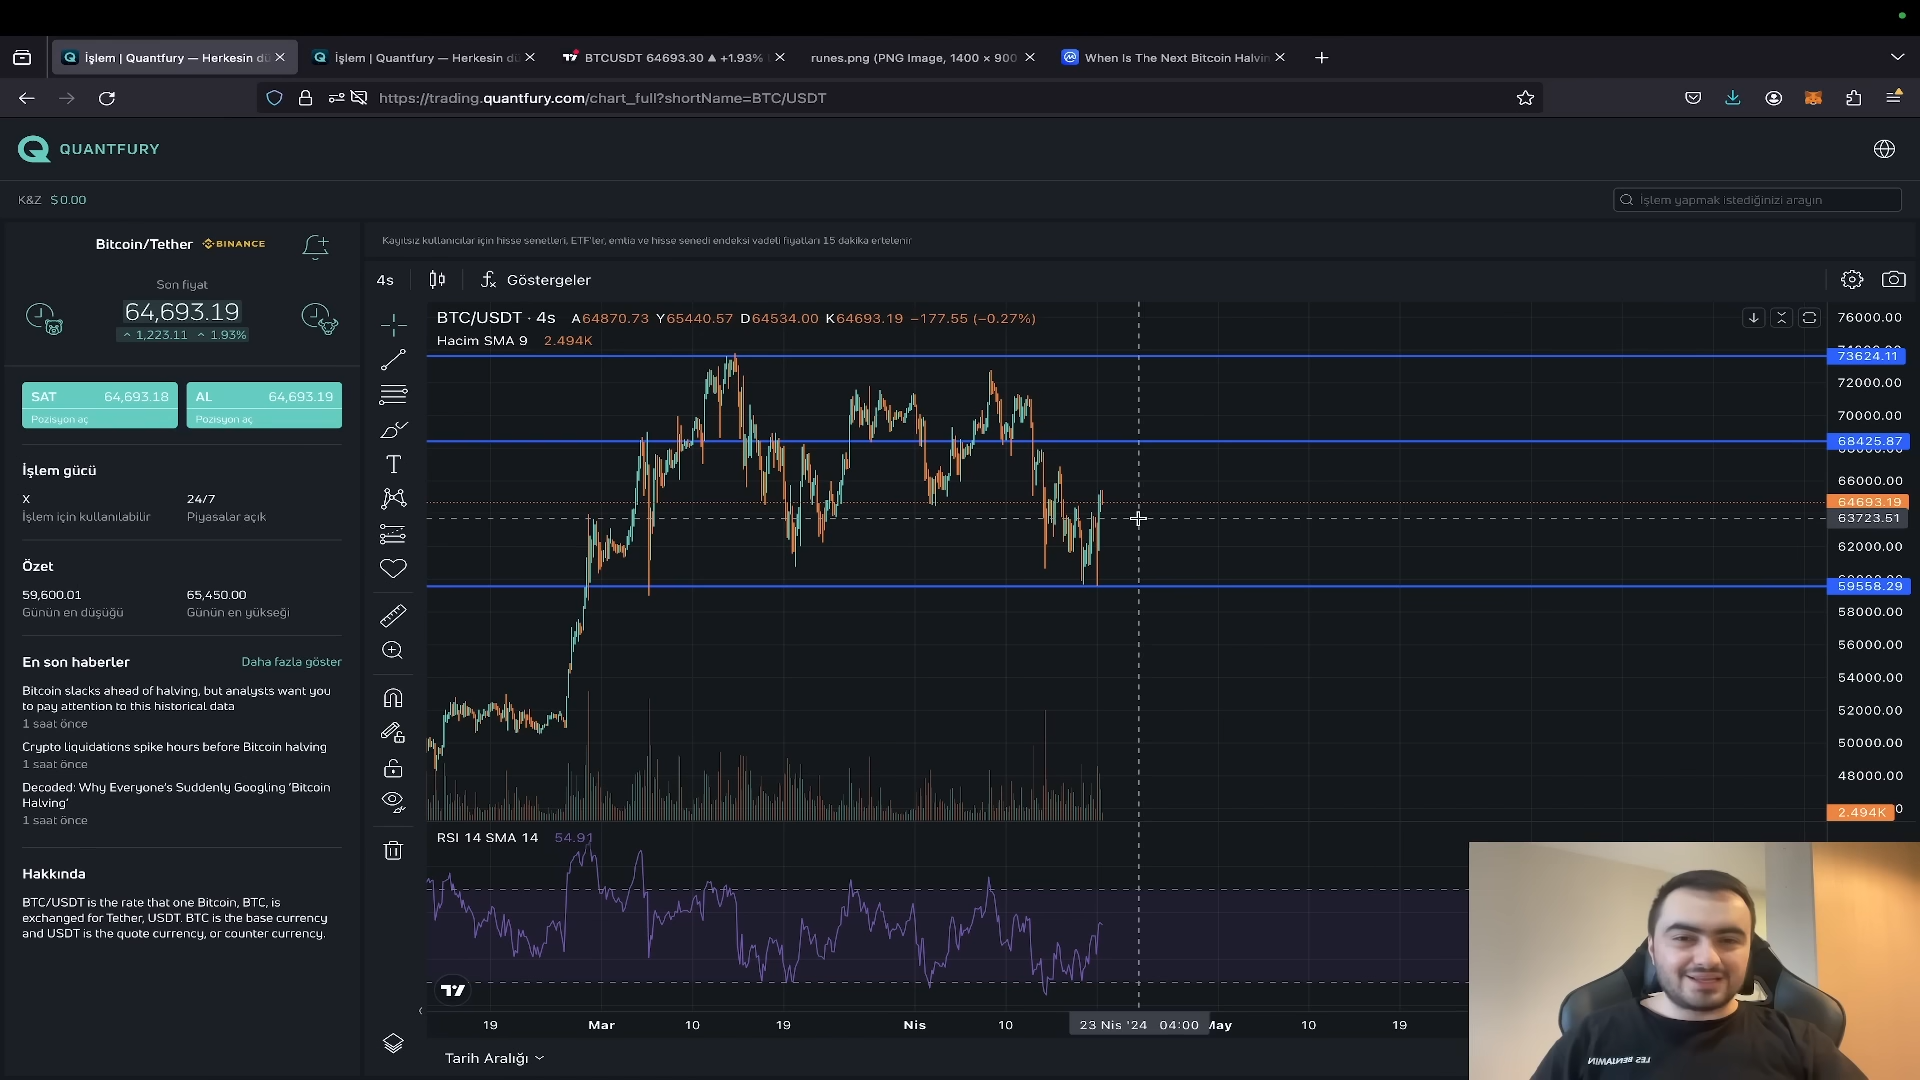 İşlem | Quantfury — Herkesin dü
İşlem | Quantfury — Herkesin dü
BTCUSDT 64693.30 ▲ +1.93%
runes.png (PNG Image, 1400 × 900
When Is The Next Bitcoin Halvin
https://trading.quantfury.com/chart_full?shortName=BTC/USDT
QUANTFURY
K&Z $ 0.00
İşlem yapmak istediğinizi arayın
Bitcoin/Tether BINANCE
Kayıtsız kullanıcılar için hisse senetleri, ETF'ler, emtia ve hisse senedi endeksi vadeli fiyatları 15 dakika ertelenir
4s
Göstergeler
Son fiyat
64,693.19
1,223.11 1.93%
SAT 64,693.18
Pozisyon aç
AL 64,693.19
Pozisyon aç
İşlem gücü
X
İşlem için kullanılabilir
24/7
Piyasalar açık
Özet
59,600.01
Günün en düşüğü
65,450.00
Günün en yükseği
En son haberler
Daha fazla göster
Bitcoin slacks ahead of halving, but analysts want you
to pay attention to this historical data
1 saat önce
Crypto liquidations spike hours before Bitcoin halving
1 saat önce
Decoded: Why Everyone's Suddenly Googling 'Bitcoin
Halving'
1 saat önce
Hakkında
BTC/USDT is the rate that one Bitcoin, BTC, is
exchanged for Tether, USDT. BTC is the base currency
and USDT is the quote currency, or counter currency.
BTC/USDT · 4s A64870.73 Y65440.57 D64534.00 K64693.19 −177.55 (−0.27%)
Hacim SMA 9 2.494K
76000.00
73624.11
72000.00
70000.00
68425.87
66000.00
64693.19
63723.51
62000.00
59558.29
58000.00
56000.00
54000.00
52000.00
50000.00
48000.00
2.494K
RSI 14 SMA 14 54.91
19 Mar 10 19 Nis 10 23 Nis '24 04:00 May 10 19
Tarih Aralığı
LES BENJAMIN